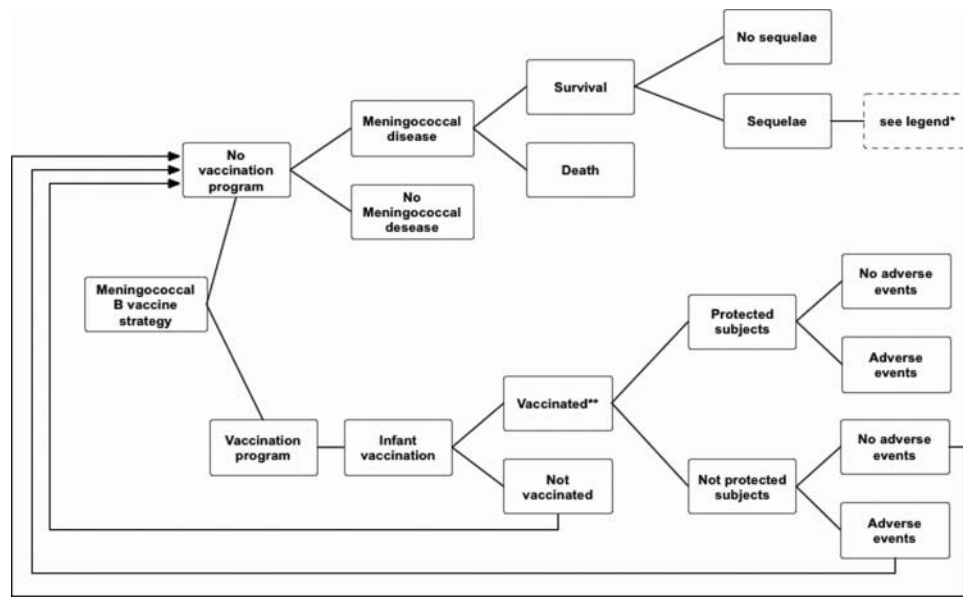 No sequelae
Survival
Sequelae
see legend*
Meningococcal
disease
Death
No
vaccination
program
No
Meningococcal
desease
Meningococcal
B vaccine
strategy
No adverse
events
Protected
subjects
Adverse
events
Vaccinated**
Vaccination
program
Infant
vaccination
No adverse
events
Not
vaccinated
Not protected
subjects
Adverse
events